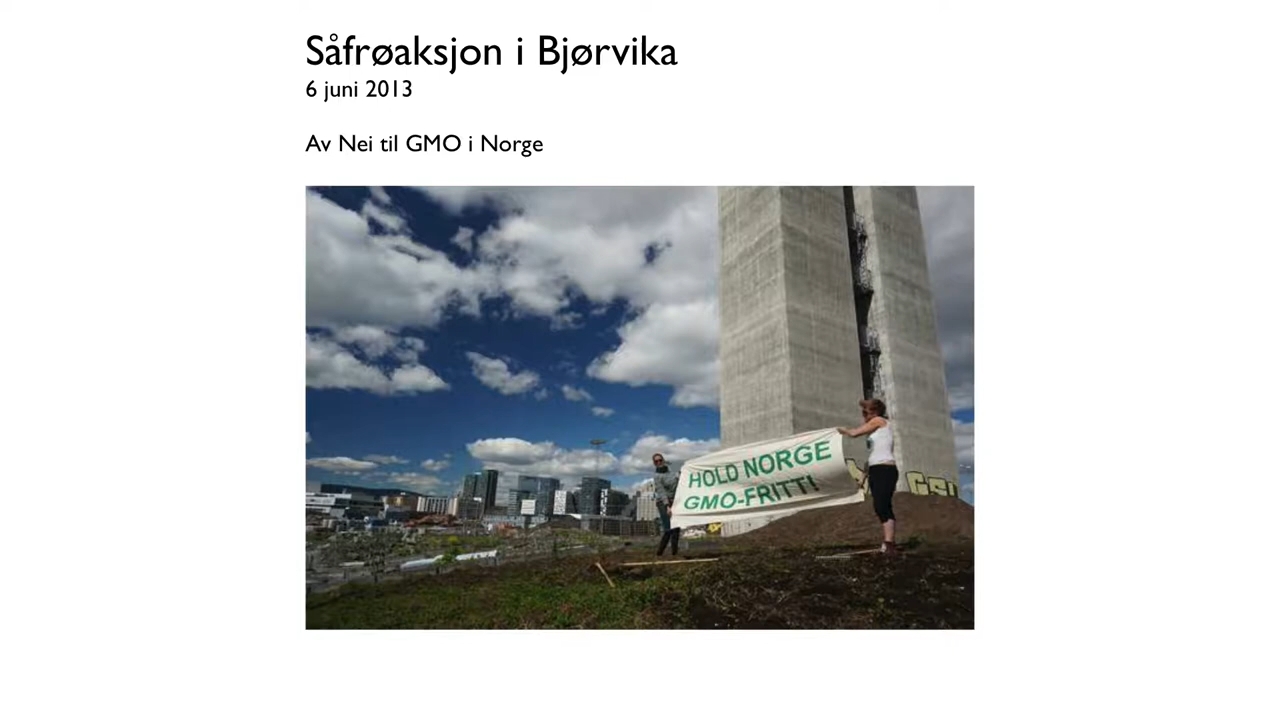 Såfrøaksjon i Bjørvika
6 juni 2013
Av Nei til GMO i Norge
HOLD NORGE
GMO-FRITT!